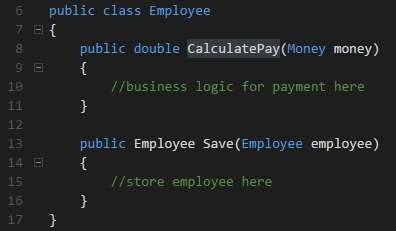 6 public class Employee
7 {
8 public double CalculatePay(Money money)
9 {
10 //business logic for payment here
11 }
12
13 public Employee Save(Employee employee)
14 {
15 //store employee here
16 }
17 }